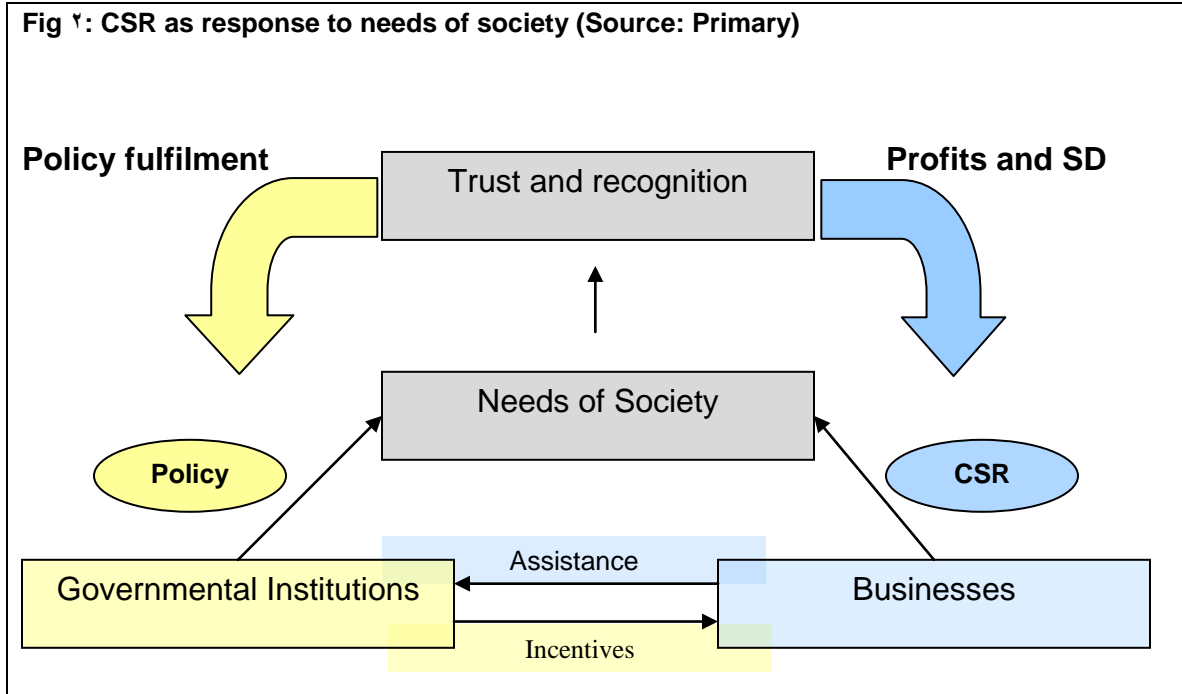 Fig ٢: CSR as response to needs of society (Source: Primary)
Policy fulfilment
Trust and recognition
Profits and SD
Needs of Society
Policy
CSR
Assistance
Governmental Institutions
Businesses
Incentives